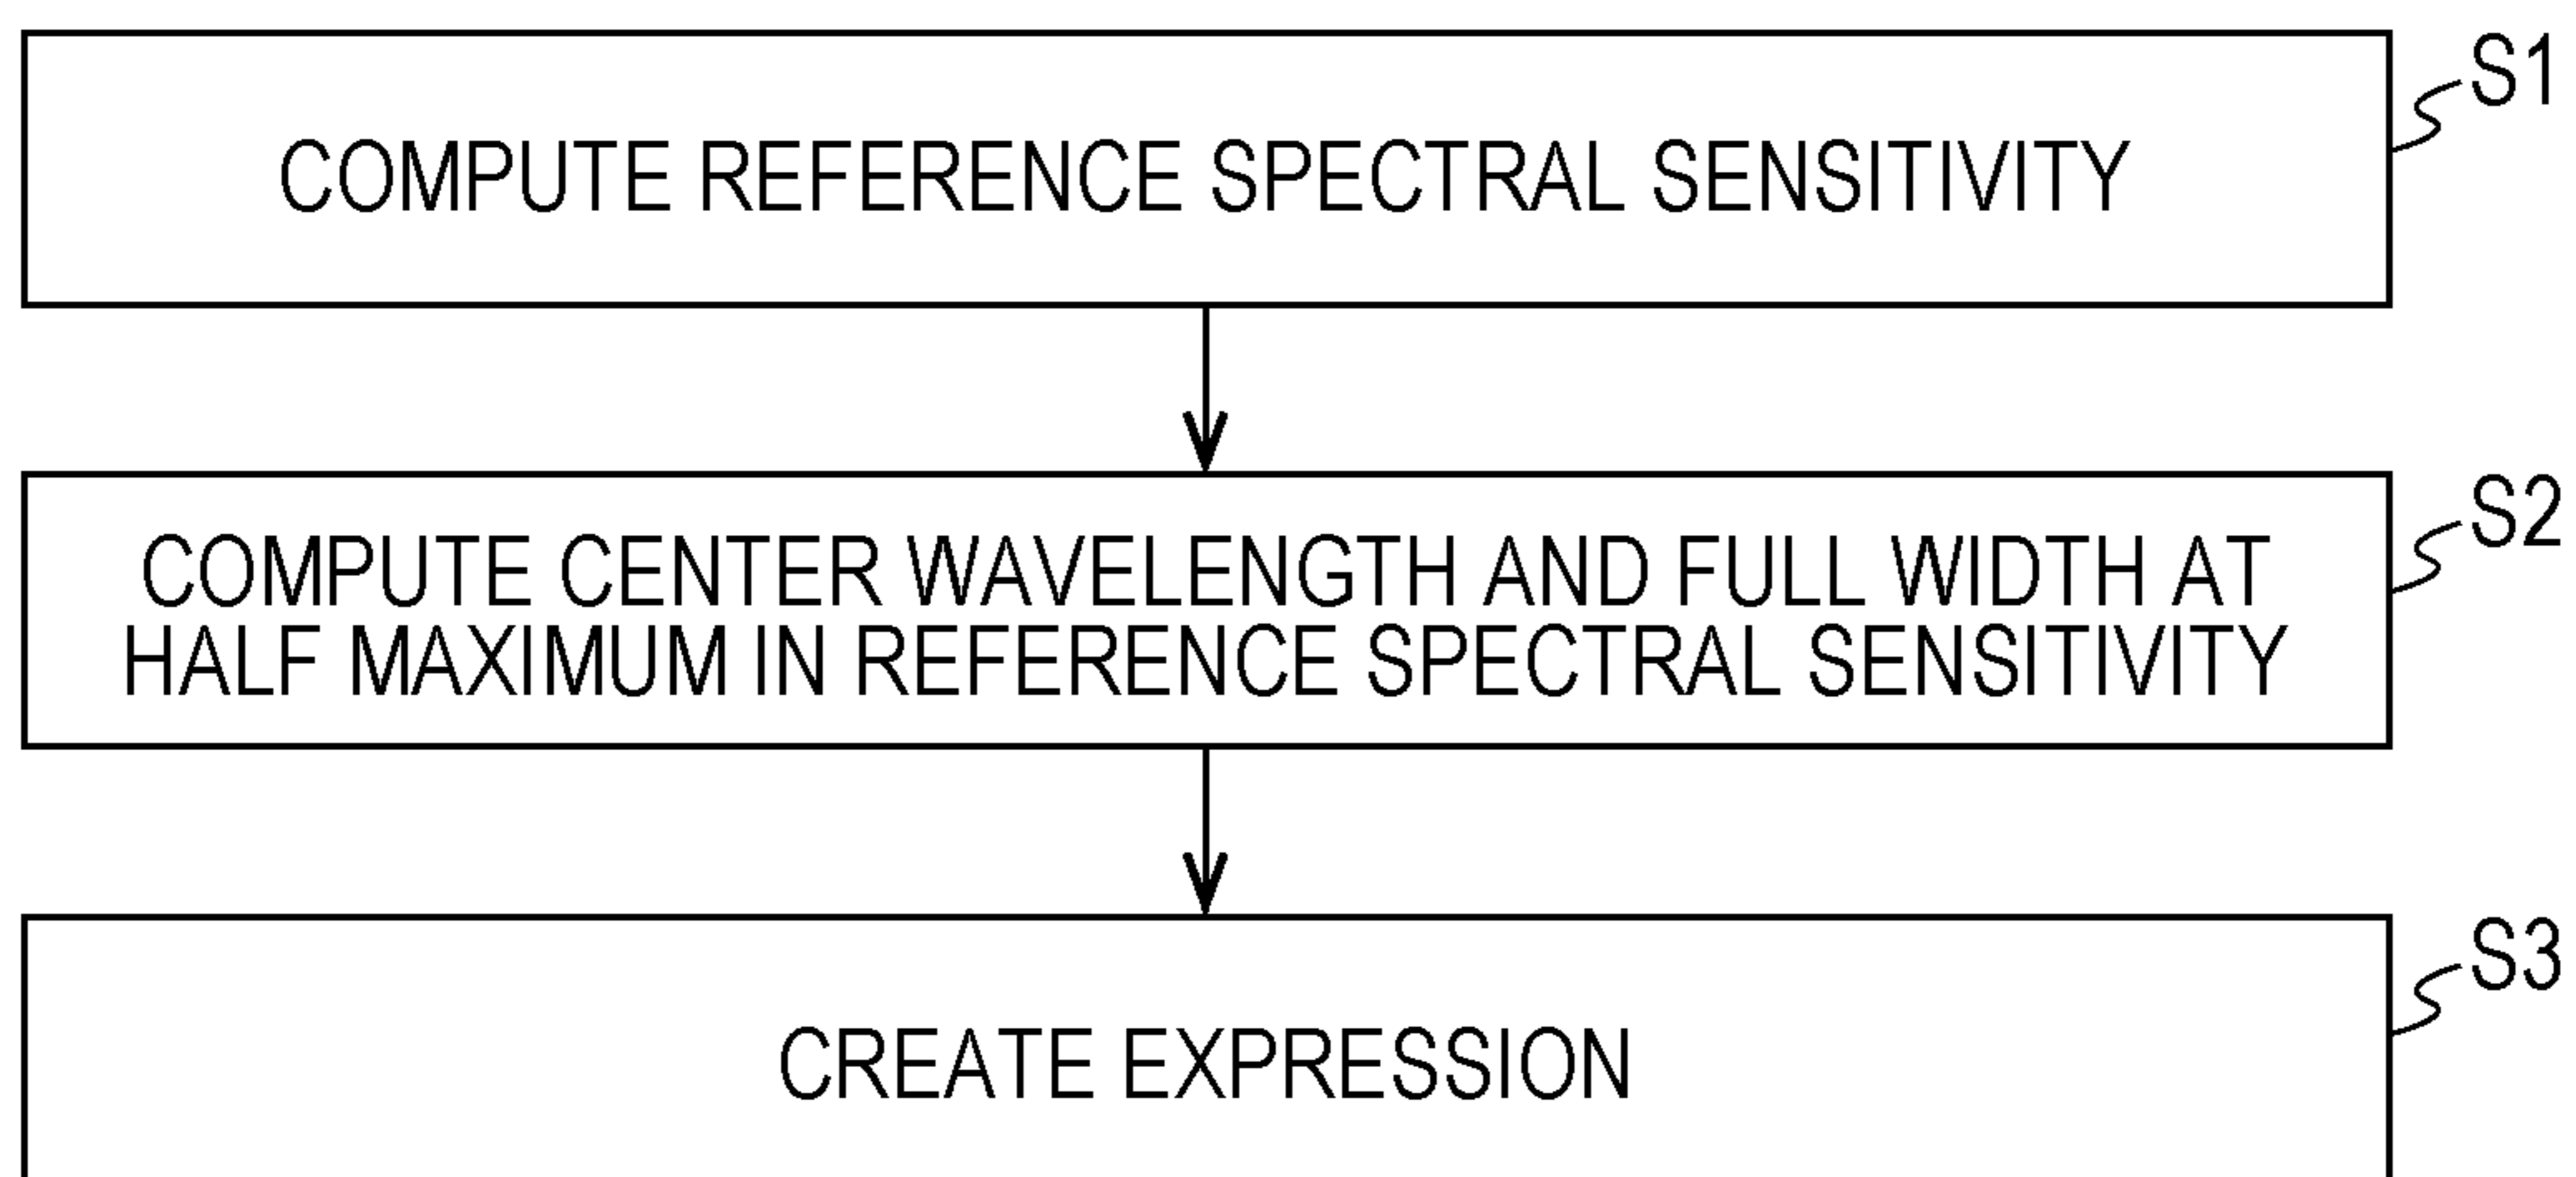 S1
COMPUTE REFERENCE SPECTRAL SENSITIVITY
S2
COMPUTE CENTER WAVELENGTH AND FULL WIDTH AT
HALF MAXIMUM IN REFERENCE SPECTRAL SENSITIVITY
S3
CREATE EXPRESSION